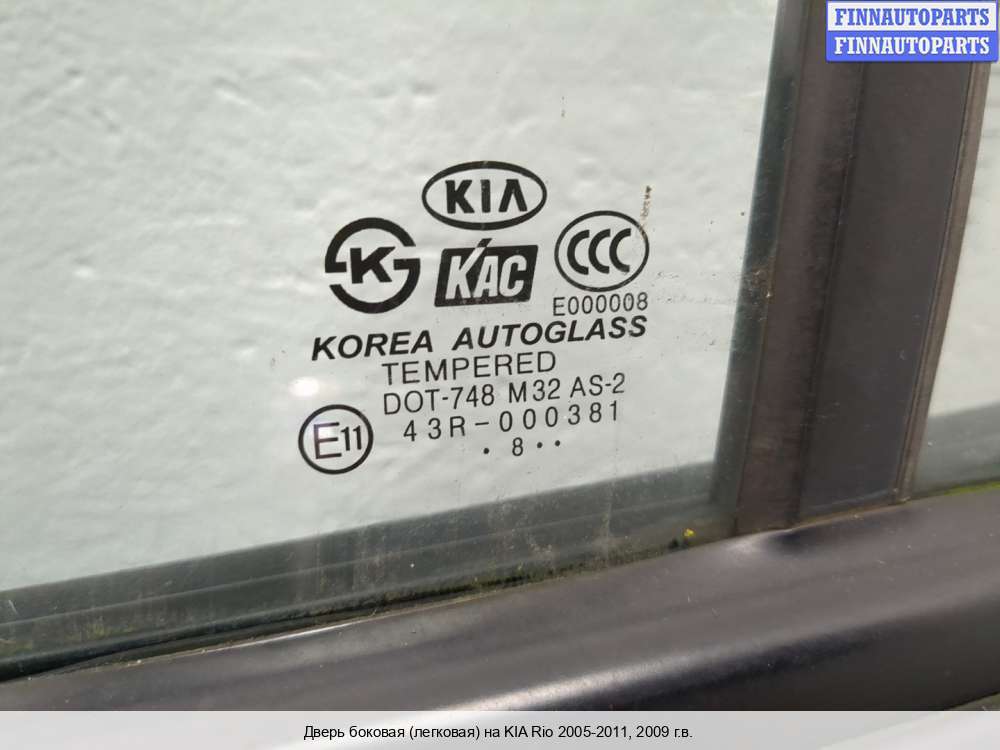 FINNAUTOPARTS
FINNAUTOPARTS
KIA
K
KAC
CCC
E000008
KOREA AUTOGLASS
TEMPERED
DOT-748 M32 AS-2
E11
43R-000381
. 8 . .
Дверь боковая (легковая) на KIA Rio 2005-2011, 2009 г.в.